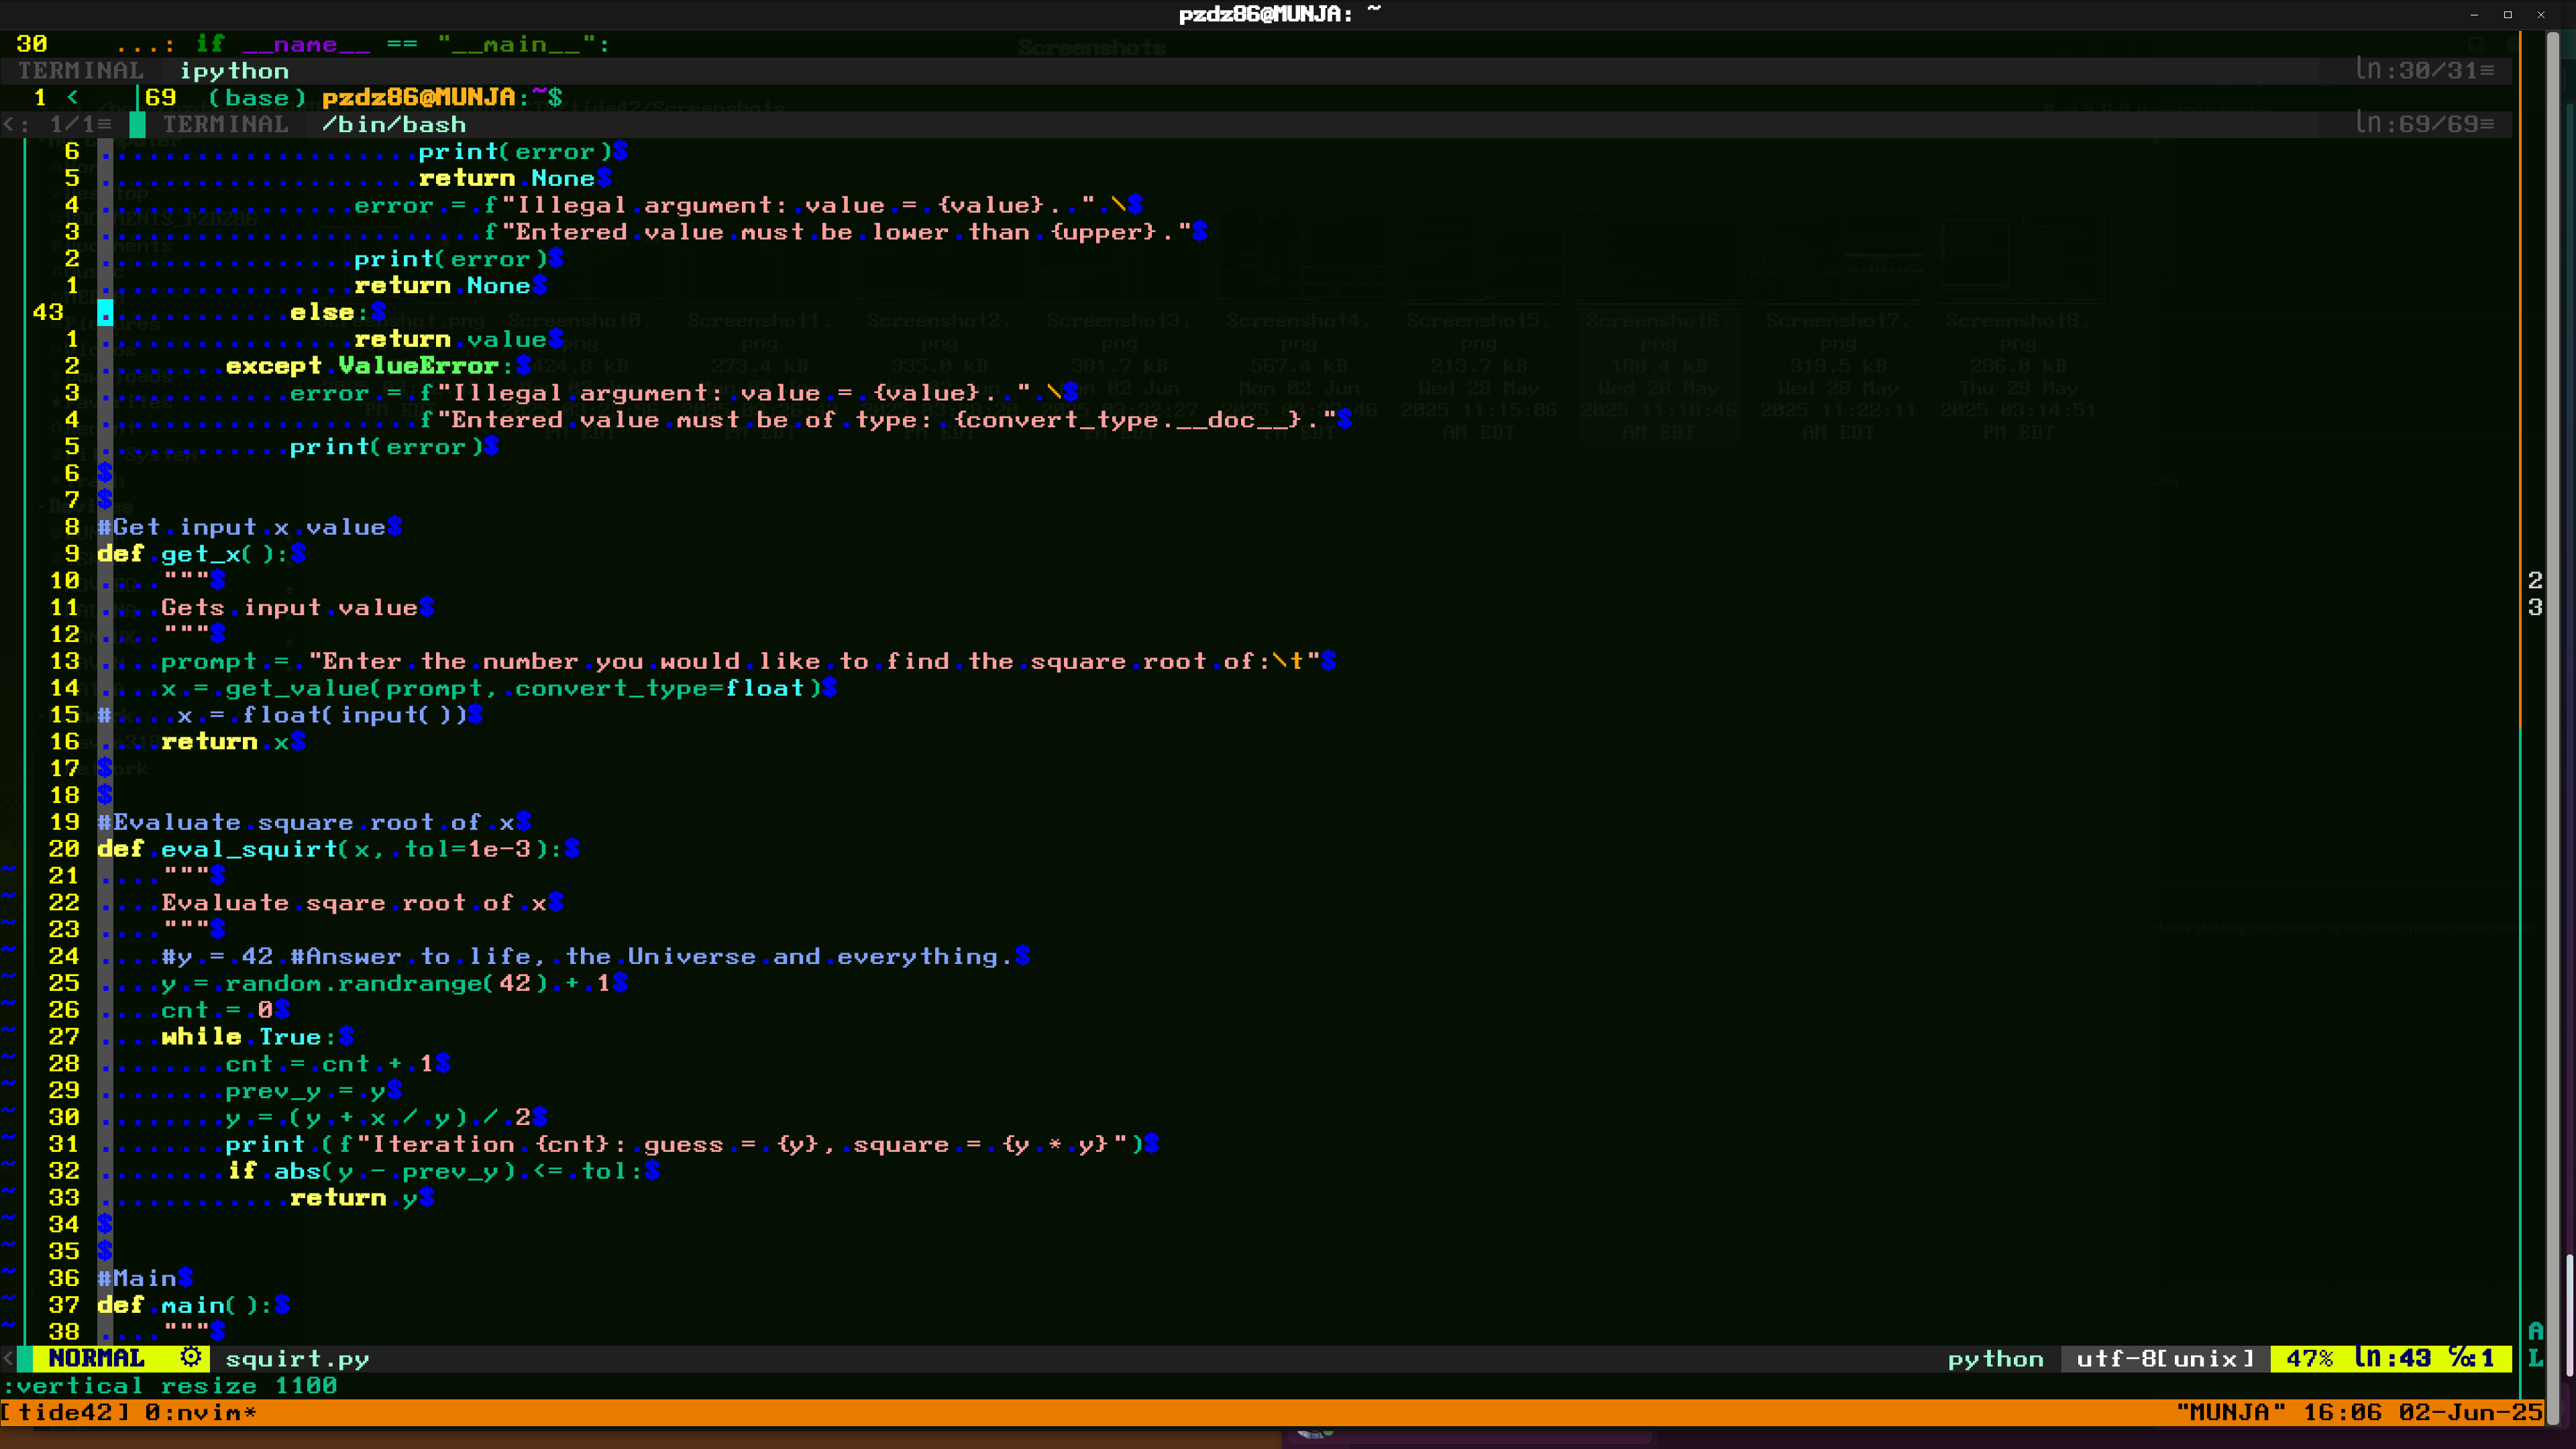 pzdz86@MUNJA: ~
30 ...: if __name__ == "__main__":
TERMINAL ipython ln:30/31≡
1 < 69 (base) pzdz86@MUNJA:~$
<: 1/1≡ TERMINAL /bin/bash ln:69/69≡
6 ....................print(error)$
5 ....................return.None$
4 ................error.=.f"Illegal.argument:.value.=.{value}..".\$
3 ........................f"Entered.value.must.be.lower.than.{upper}."$
2 ................print(error)$
1 ................return.None$
43 ............else:$
1 ................return.value$
2 ........except.ValueError:$
3 ............error.=.f"Illegal.argument:.value.=.{value}..".\$
4 ....................f"Entered.value.must.be.of.type:.{convert_type.__doc__}."$
5 ............print(error)$
6 $
7 $
8 #Get.input.x.value$
9 def.get_x():$
10 ...."""$
11 ....Gets.input.value$
12 ...."""$
13 ....prompt.=."Enter.the.number.you.would.like.to.find.the.square.root.of:\t"$
14 ....x.=.get_value(prompt,.convert_type=float)$
15 #....x.=.float(input())$
16 ....return.x$
17 $
18 $
19 #Evaluate.square.root.of.x$
20 def.eval_squirt(x,.tol=1e-3):$
~ 21 ...."""$
~ 22 ....Evaluate.sqare.root.of.x$
~ 23 ...."""$
~ 24 ....#y.=.42.#Answer.to.life,.the.Universe.and.everything.$
~ 25 ....y.=.random.randrange(42).+.1$
~ 26 ....cnt.=.0$
~ 27 ....while.True:$
~ 28 ........cnt.=.cnt.+.1$
~ 29 ........prev_y.=.y$
~ 30 ........y.=.(y.+.x./.y)./.2$
~ 31 ........print.(f"Iteration.{cnt}:.guess.=.{y},.square.=.{y.*.y}")$
~ 32 ........if.abs(y.-.prev_y).<=.tol:$
~ 33 ............return.y$
~ 34 $
~ 35 $
~ 36 #Main$
~ 37 def.main():$
~ 38 ...."""$
2
3
A
L
< NORMAL ⚙ squirt.py python utf-8[unix] 47% ln:43 ℅:1
:vertical resize 1100
[tide42] 0:nvim* "MUNJA" 16:06 02-Jun-25